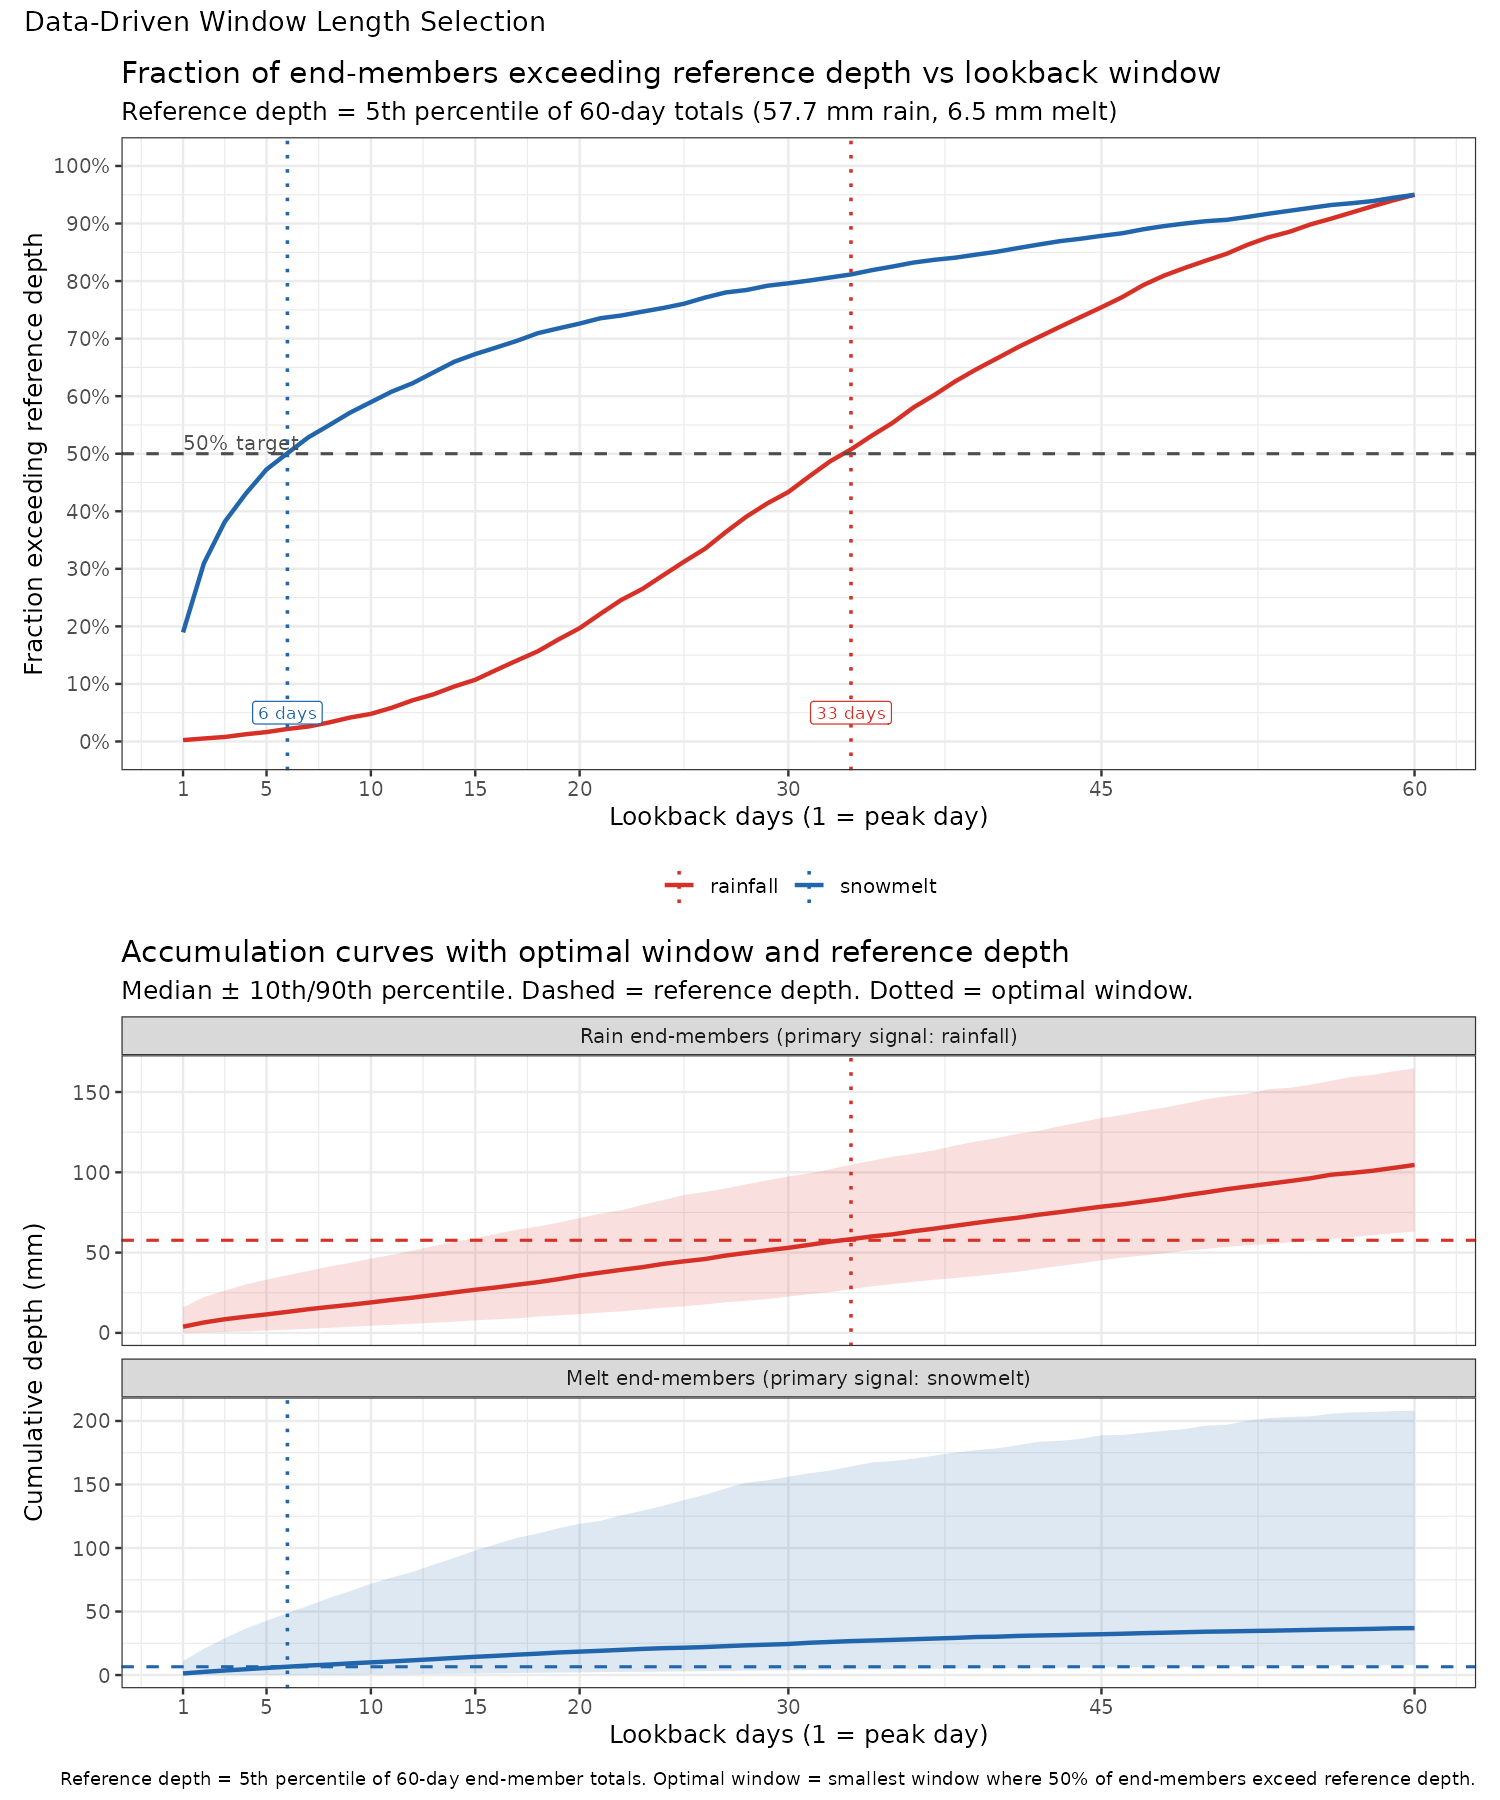 Data-Driven Window Length Selection
Fraction of end-members exceeding reference depth vs lookback window
Reference depth = 5th percentile of 60-day totals (57.7 mm rain, 6.5 mm melt)
Fraction exceeding reference depth
100%
90%
80%
70%
60%
50%
40%
30%
20%
10%
0%
50% target
6 days
33 days
1 5 10 15 20 30 45 60
Lookback days (1 = peak day)
rainfall snowmelt
Accumulation curves with optimal window and reference depth
Median ± 10th/90th percentile. Dashed = reference depth. Dotted = optimal window.
Cumulative depth (mm)
Rain end-members (primary signal: rainfall)
150
100
50
0
Melt end-members (primary signal: snowmelt)
200
150
100
50
0
1 5 10 15 20 30 45 60
Lookback days (1 = peak day)
Reference depth = 5th percentile of 60-day end-member totals. Optimal window = smallest window where 50% of end-members exceed reference depth.